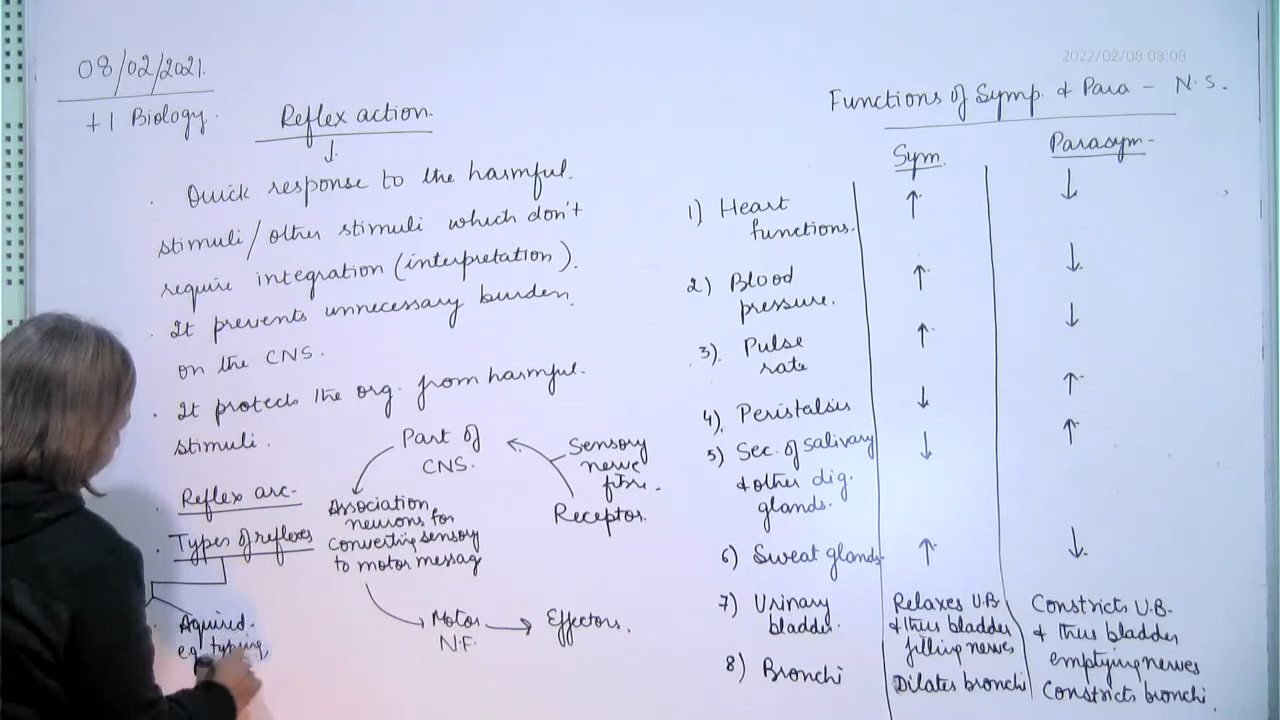 08/02/2021.
+1 Biology.
Reflex action.
↓
. Quick response to the harmful.
stimuli/other stimuli which don't
require integration (interpretation).
. It prevents unnecessary burden.
on the CNS.
. It protects the org. from harmful.
stimuli.
. Reflex arc-
. Types of reflexes
Aquired.
eg typing,
Part of
CNS.
Sensory
nerve
fibre.
Receptor.
Association
neurons for
converting sensory
to motor messag
Motor
N.F.
Effectors.
2022/02/08 08:08
Functions of Symp. & Para - N.S.
Sym. Parasym-
1) Heart ↑ ↓
functions.
2) Blood ↑ ↓
pressure.
3). Pulse ↑ ↓
rate
4). Peristalsis ↓ ↑
5) Sec. of salivary ↓ ↑
& other dig.
glands.
6) Sweat glands ↑ ↓
7) Urinary Relaxes U.B Constricts U.B.
bladder. & thus bladder & thus bladder
filling nerves emptying nerves
8) Bronchi Dilates bronchi Constricts bronchi.